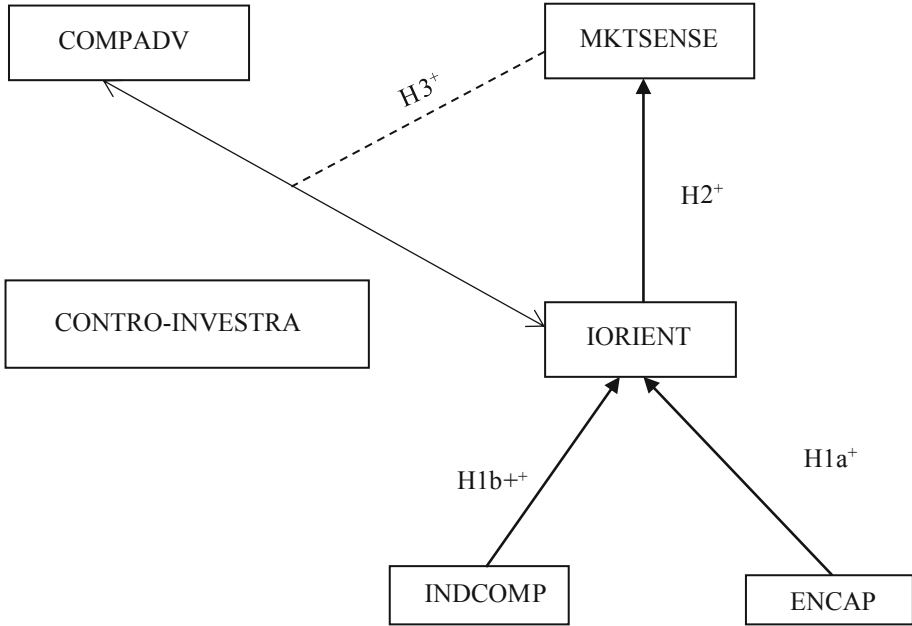 COMPADV
MKTSENSE
H3⁺
H2⁺
CONTRO-INVESTRA
IORIENT
H1b+⁺
H1a⁺
INDCOMP
ENCAP